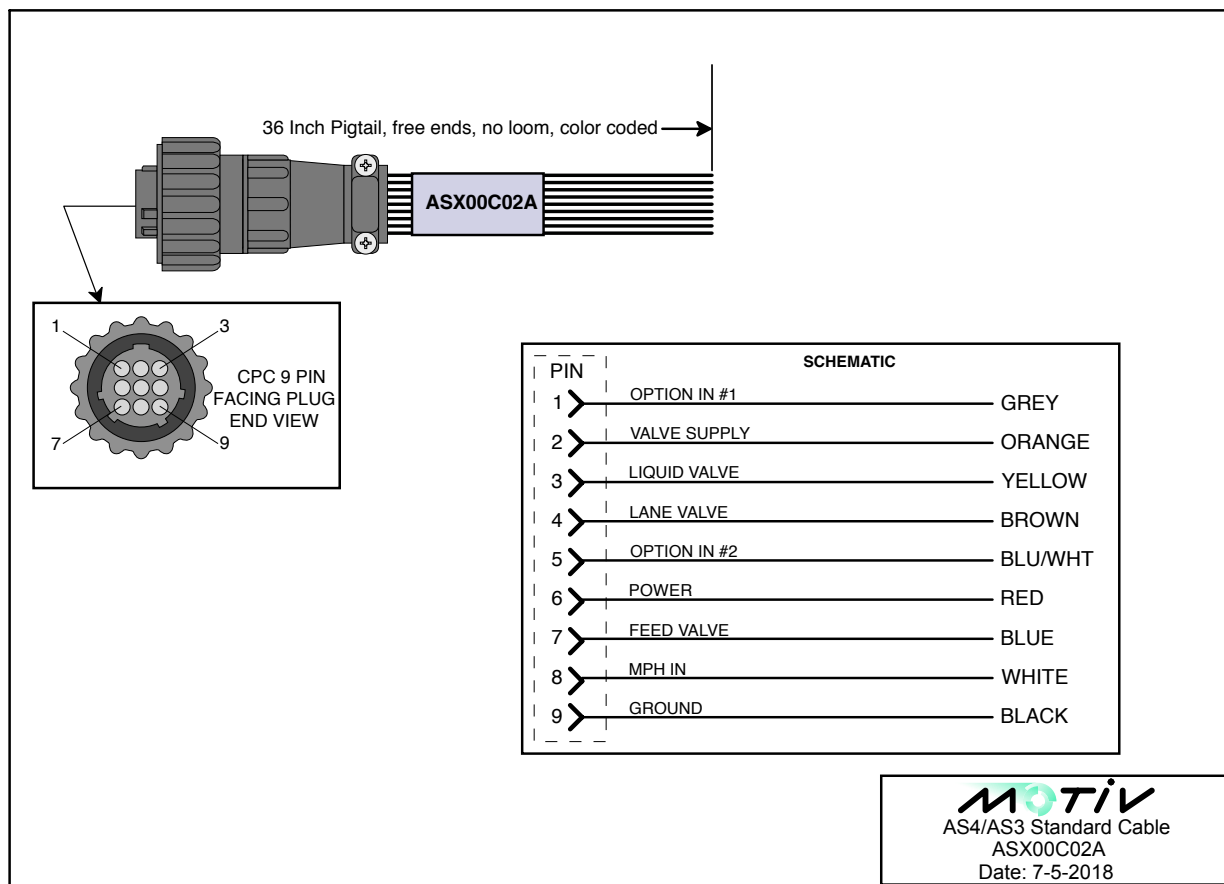 36 Inch Pigtail, free ends, no loom, color coded
ASX00C02A
1
3
7
9
CPC 9 PIN
FACING PLUG
END VIEW
SCHEMATIC
PIN
1 OPTION IN #1 GREY
2 VALVE SUPPLY ORANGE
3 LIQUID VALVE YELLOW
4 LANE VALVE BROWN
5 OPTION IN #2 BLU/WHT
6 POWER RED
7 FEED VALVE BLUE
8 MPH IN WHITE
9 GROUND BLACK
MOTiV
AS4/AS3 Standard Cable
ASX00C02A
Date: 7-5-2018